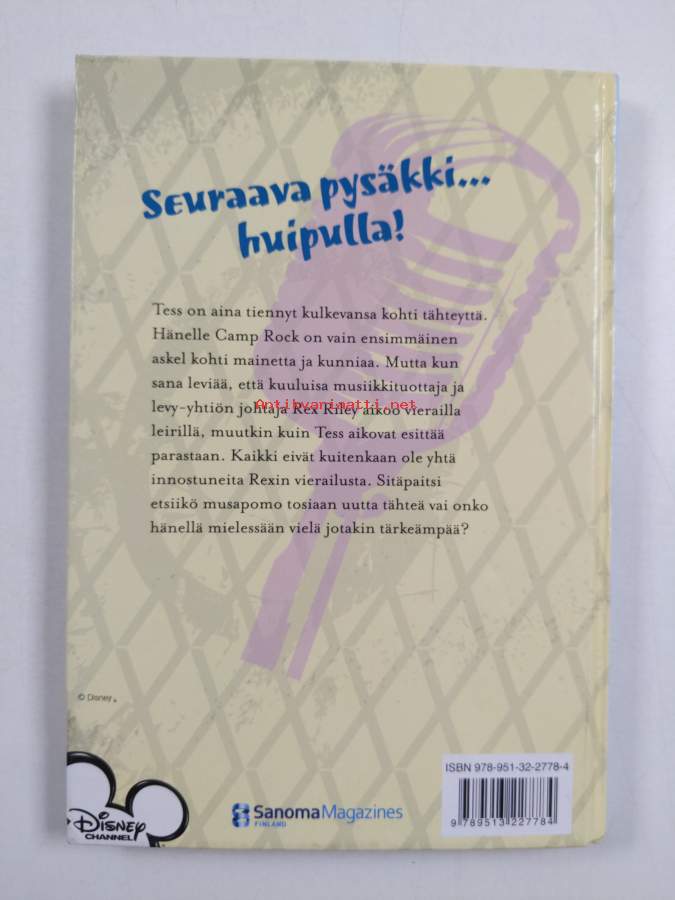 Seuraava pysäkki...
huipulla!
Tess on aina tiennyt kulkevansa kohti tähteyttä.
Hänelle Camp Rock on vain ensimmäinen
askel kohti mainetta ja kunniaa. Mutta kun
sana leviää, että kuuluisa musiikkituottaja ja
levy-yhtiön johtaja Rex Riley aikoo vierailla
Antikvariaatti.net
leirillä, muutkin kuin Tess aikovat esittää
parastaan. Kaikki eivät kuitenkaan ole yhtä
innostuneita Rexin vierailusta. Sitäpaitsi
etsiikö musapomo tosiaan uutta tähteä vai onko
hänellä mielessään vielä jotakin tärkeämpää?
© Disney
Disney
CHANNEL
SanomaMagazines
FINLAND
ISBN 978-951-32-2778-4
9 789513 227784